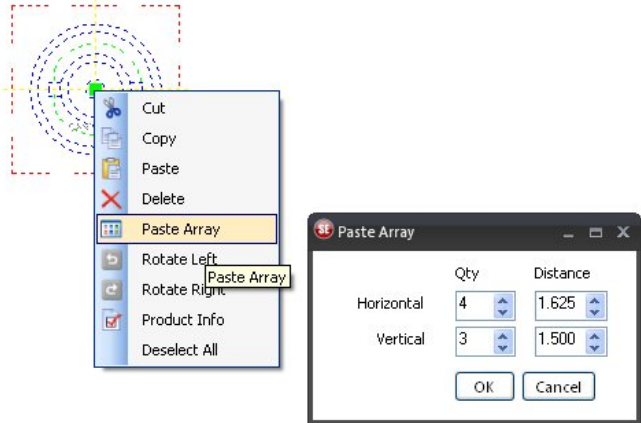 Cut
Copy
Paste
Delete
Paste Array
Rotate Left
Paste Array
Rotate Right
Product Info
Deselect All
SE Paste Array
Qty Distance
Horizontal 4 1.625
Vertical 3 1.500
OK Cancel